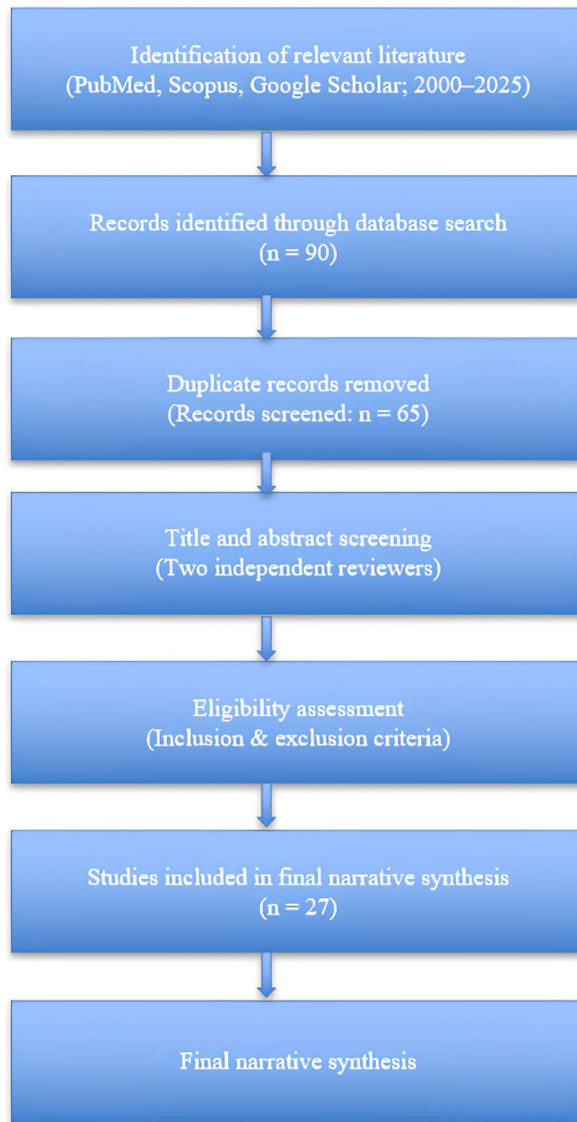 Identification of relevant literature
(PubMed, Scopus, Google Scholar; 2000–2025)
Records identified through database search
(n = 90)
Duplicate records removed
(Records screened: n = 65)
Title and abstract screening
(Two independent reviewers)
Eligibility assessment
(Inclusion & exclusion criteria)
Studies included in final narrative synthesis
(n = 27)
Final narrative synthesis